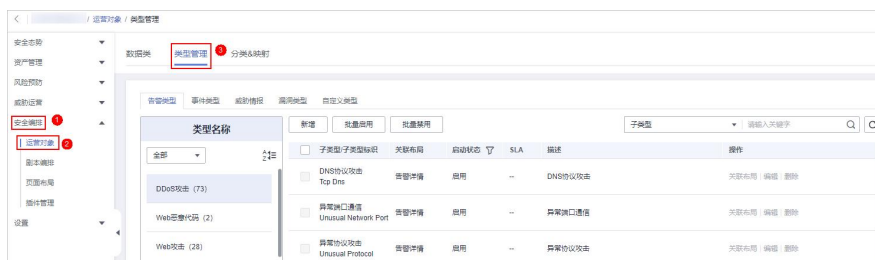 / 运营对象 / 类型管理
安全态势
资产管理
风险预防
威胁运营
安全编排 1
运营对象 2
剧本编排
页面布局
插件管理
设置
数据类 类型管理 3 分类&映射
告警类型 事件类型 威胁情报 漏洞类型 自定义类型
类型名称
全部
DDoS攻击 (73)
Web恶意代码 (2)
Web攻击 (28)
新增 批量启用 批量禁用 子类型 请输入关键字
子类型/子类型标识 关联布局 启动状态 SLA 描述 操作
DNS协议攻击
Tcp Dns
告警详情 启用 -- DNS协议攻击 关联布局 编辑 删除
异常端口通信
Unusual Network Port
告警详情 启用 -- 异常端口通信 关联布局 编辑 删除
异常协议攻击
Unusual Protocol
告警详情 启用 -- 异常协议攻击 关联布局 编辑 删除